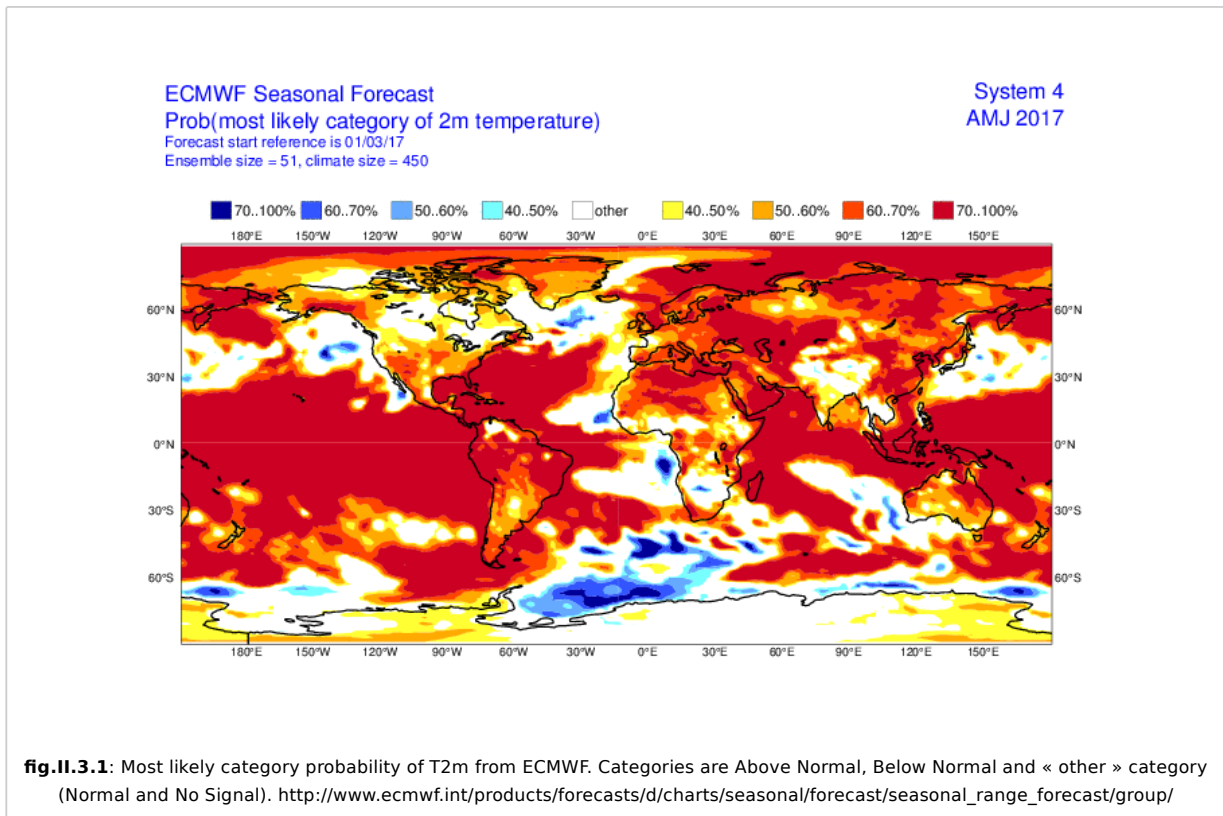 ECMWF Seasonal Forecast
System 4
Prob(most likely category of 2m temperature)
AMJ 2017
Forecast start reference is 01/03/17
Ensemble size = 51, climate size = 450
70..100% 60..70% 50..60% 40..50% other 40..50% 50..60% 60..70% 70..100%
180°E 150°W 120°W 90°W 60°W 30°W 0°E 30°E 60°E 90°E 120°E 150°E
60°N 60°N
30°N 30°N
0°N 0°N
30°S 30°S
60°S 60°S
180°E 150°W 120°W 90°W 60°W 30°W 0°E 30°E 60°E 90°E 120°E 150°E
fig.II.3.1: Most likely category probability of T2m from ECMWF. Categories are Above Normal, Below Normal and « other » category
(Normal and No Signal). http://www.ecmwf.int/products/forecasts/d/charts/seasonal/forecast/seasonal_range_forecast/group/